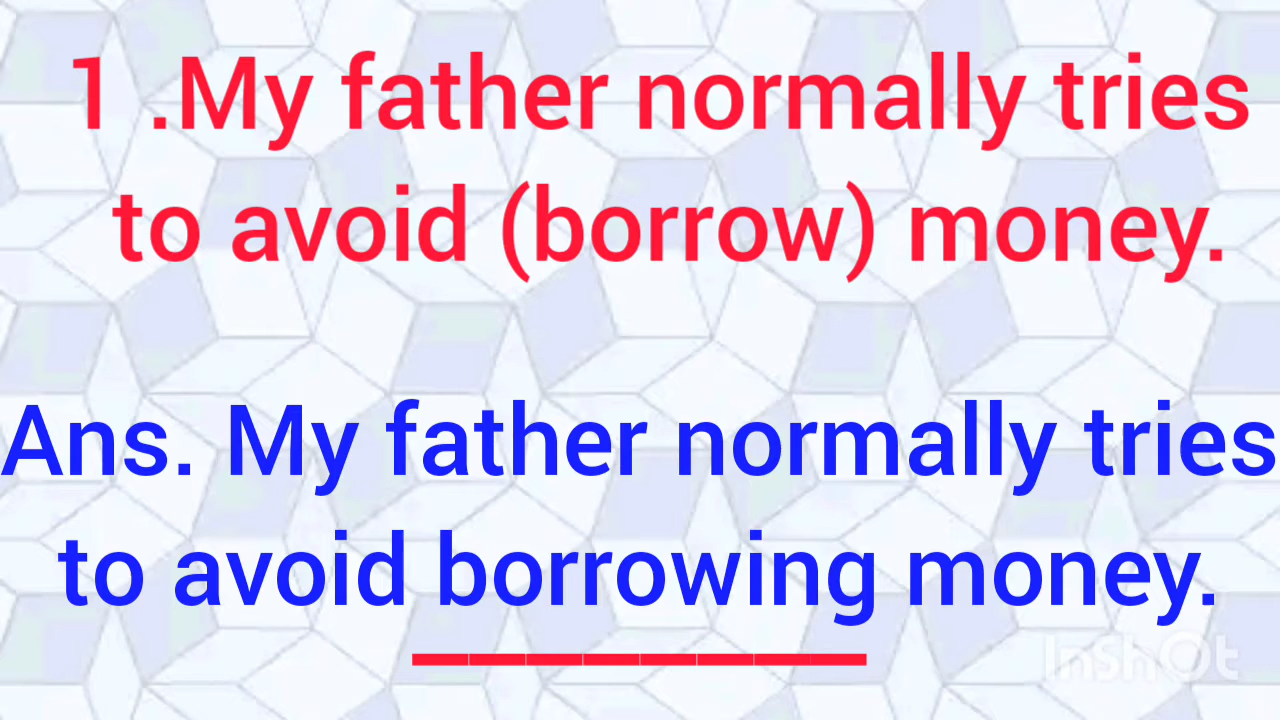 1 .My father normally tries
to avoid (borrow) money.
Ans. My father normally tries
to avoid borrowing money.
InShOt